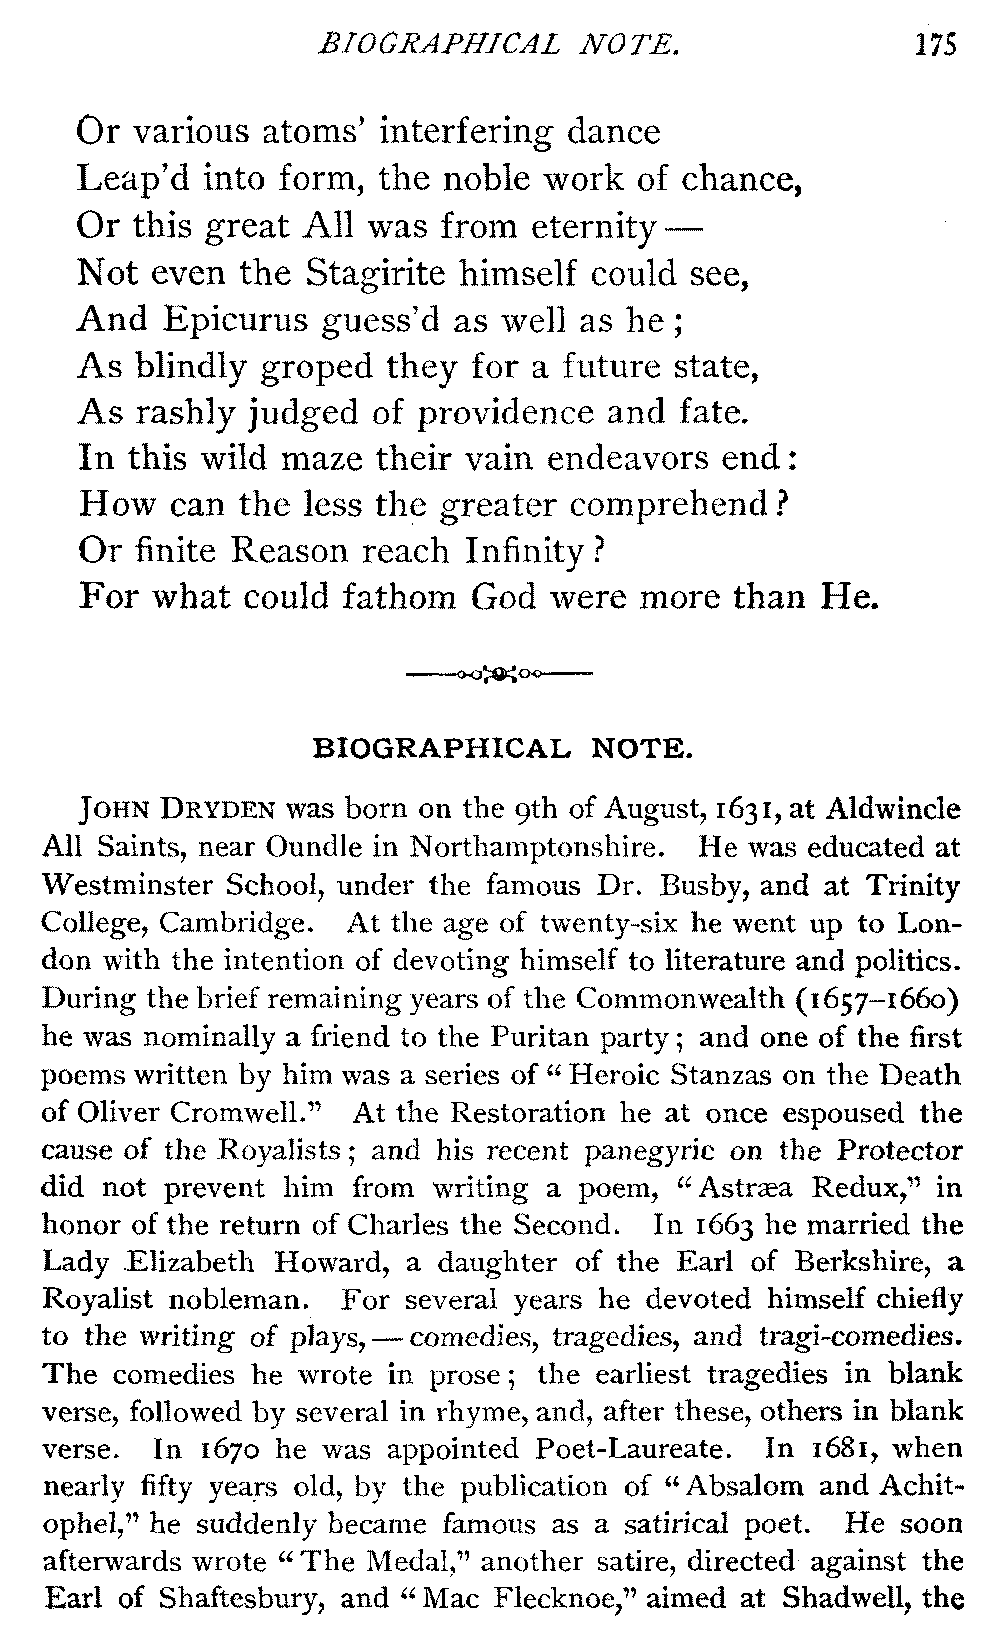 BIOGRAPHICAL NOTE. 175
Or various atoms' interfering dance
Leap'd into form, the noble work of chance,
Or this great All was from eternity —
Not even the Stagirite himself could see,
And Epicurus guess'd as well as he ;
As blindly groped they for a future state,
As rashly judged of providence and fate.
In this wild maze their vain endeavors end :
How can the less the greater comprehend ?
Or finite Reason reach Infinity ?
For what could fathom God were more than He.
BIOGRAPHICAL NOTE.
JOHN DRYDEN was born on the 9th of August, 1631, at Aldwincle
All Saints, near Oundle in Northamptonshire. He was educated at
Westminster School, under the famous Dr. Busby, and at Trinity
College, Cambridge. At the age of twenty-six he went up to Lon-
don with the intention of devoting himself to literature and politics.
During the brief remaining years of the Commonwealth (1657–1660)
he was nominally a friend to the Puritan party ; and one of the first
poems written by him was a series of “ Heroic Stanzas on the Death
of Oliver Cromwell.” At the Restoration he at once espoused the
cause of the Royalists ; and his recent panegyric on the Protector
did not prevent him from writing a poem, “ Astræa Redux,” in
honor of the return of Charles the Second. In 1663 he married the
Lady Elizabeth Howard, a daughter of the Earl of Berkshire, a
Royalist nobleman. For several years he devoted himself chiefly
to the writing of plays, — comedies, tragedies, and tragi-comedies.
The comedies he wrote in prose ; the earliest tragedies in blank
verse, followed by several in rhyme, and, after these, others in blank
verse. In 1670 he was appointed Poet-Laureate. In 1681, when
nearly fifty years old, by the publication of “ Absalom and Achit-
ophel,” he suddenly became famous as a satirical poet. He soon
afterwards wrote “ The Medal,” another satire, directed against the
Earl of Shaftesbury, and “ Mac Flecknoe,” aimed at Shadwell, the